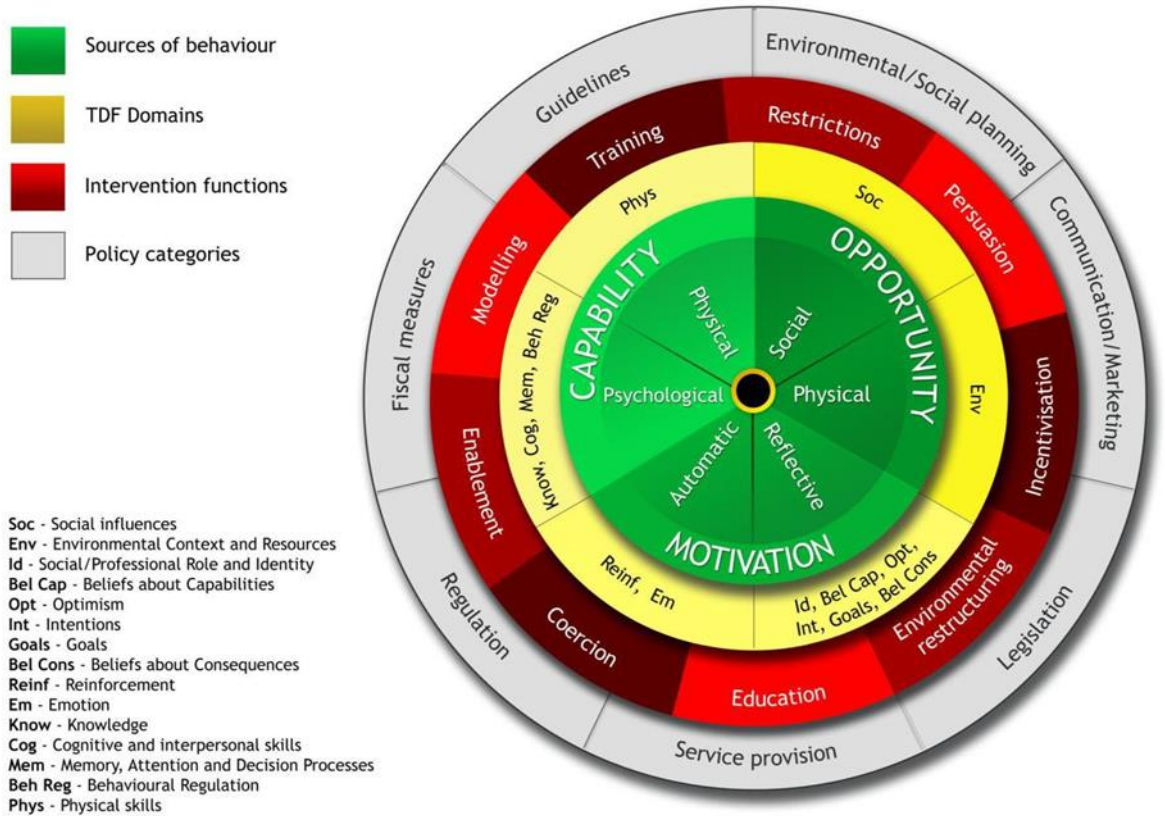 Sources of behaviour
TDF Domains
Intervention functions
Policy categories
Soc - Social influences
Env - Environmental Context and Resources
Id - Social/Professional Role and Identity
Bel Cap - Beliefs about Capabilities
Opt - Optimism
Int - Intentions
Goals - Goals
Bel Cons - Beliefs about Consequences
Reinf - Reinforcement
Em - Emotion
Know - Knowledge
Cog - Cognitive and interpersonal skills
Mem - Memory, Attention and Decision Processes
Beh Reg - Behavioural Regulation
Phys - Physical skills
Guidelines
Environmental/Social planning
Communication/Marketing
Legislation
Service provision
Regulation
Fiscal measures
Training
Restrictions
Persuasion
Incentivisation
Environmental
restructuring
Education
Coercion
Enablement
Modelling
Phys
Soc
Env
Id, Bel Cap, Opt,
Int, Goals, Bel Cons
Reinf, Em
Know, Cog, Mem, Beh Reg
CAPABILITY
OPPORTUNITY
MOTIVATION
Physical
Social
Physical
Reflective
Automatic
Psychological